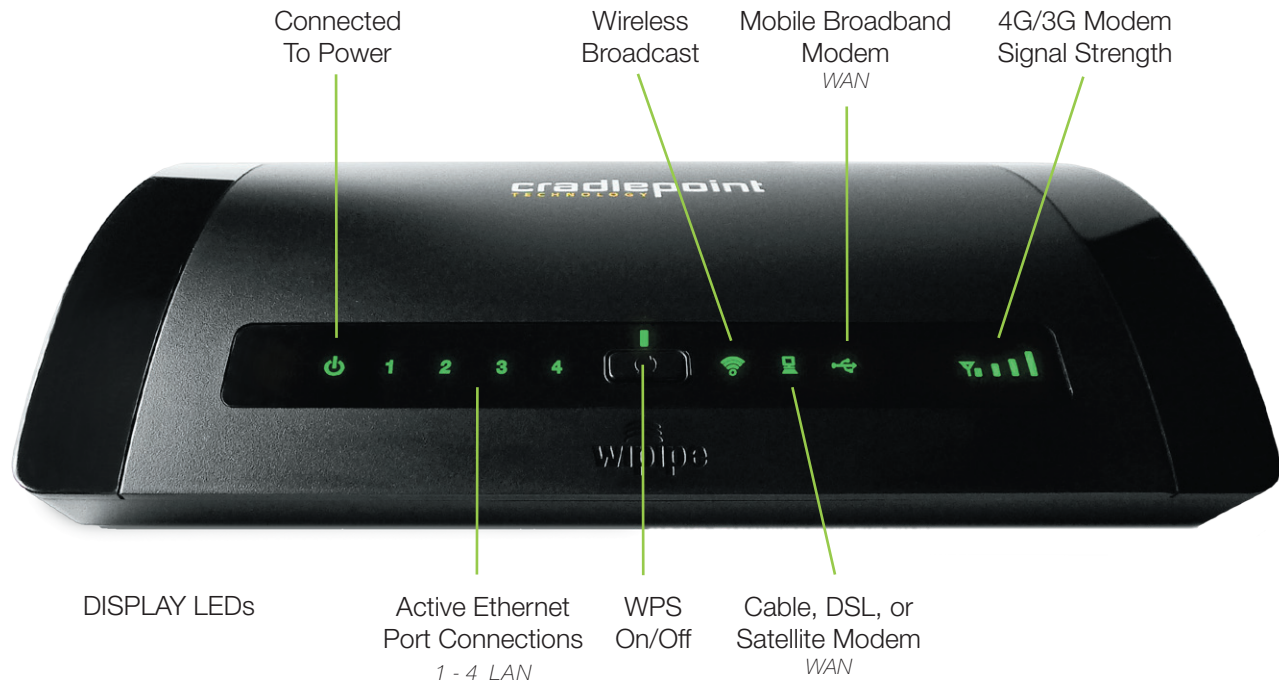 Connected
To Power
Wireless
Broadcast
Mobile Broadband
Modem
WAN
4G/3G Modem
Signal Strength
cradlepoint
TECHNOLOGY
1 2 3 4
wipipe
DISPLAY LEDs
Active Ethernet
Port Connections
1 - 4 LAN
WPS
On/Off
Cable, DSL, or
Satellite Modem
WAN